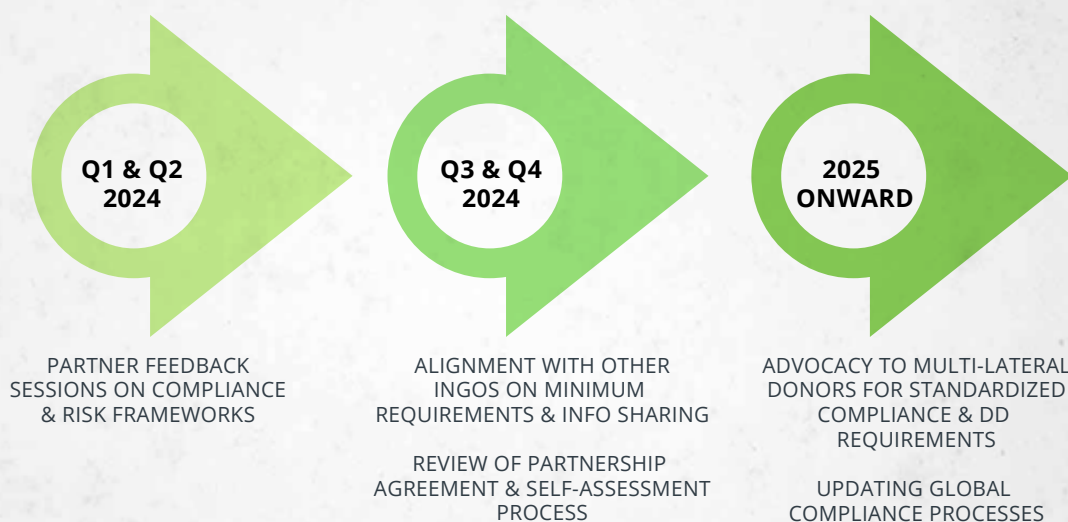 Q1 & Q2
2024
PARTNER FEEDBACK
SESSIONS ON COMPLIANCE
& RISK FRAMEWORKS
Q3 & Q4
2024
ALIGNMENT WITH OTHER
INGOS ON MINIMUM
REQUIREMENTS & INFO SHARING
REVIEW OF PARTNERSHIP
AGREEMENT & SELF-ASSESSMENT
PROCESS
2025
ONWARD
ADVOCACY TO MULTI-LATERAL
DONORS FOR STANDARDIZED
COMPLIANCE & DD
REQUIREMENTS
UPDATING GLOBAL
COMPLIANCE PROCESSES